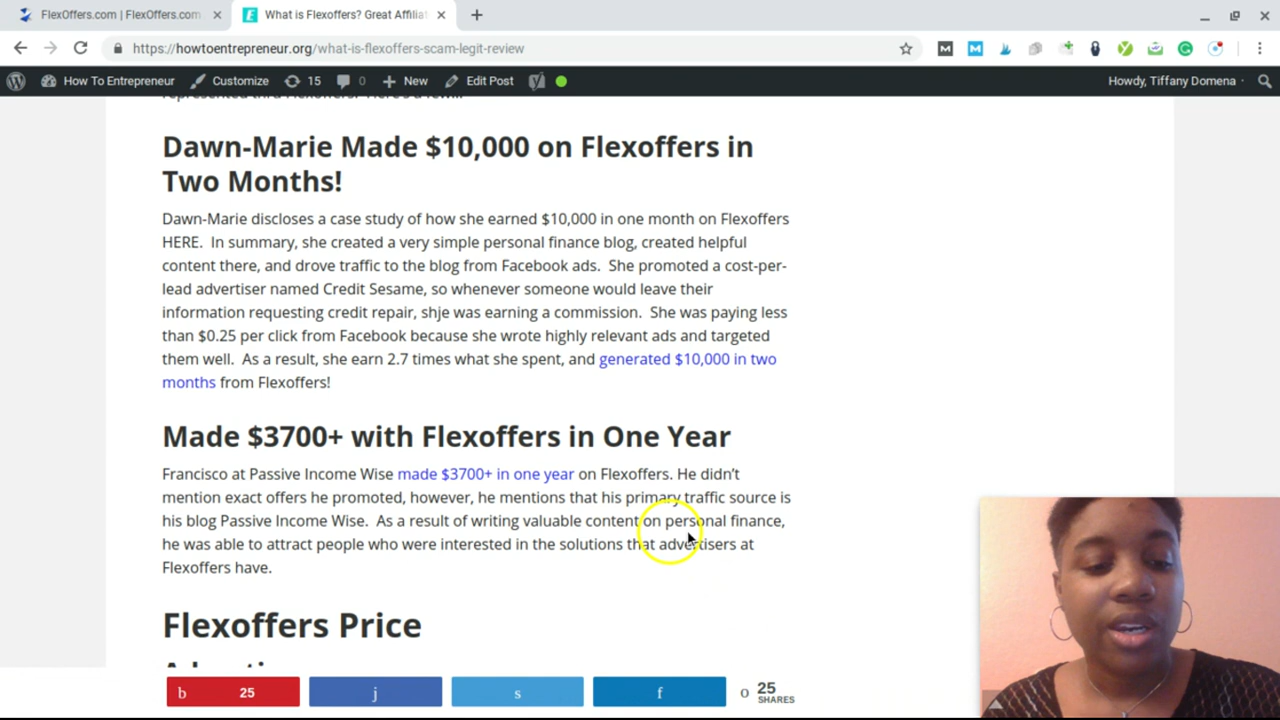 FlexOffers.com | FlexOffers.com
What is Flexoffers? Great Affilia
https://howtoentrepreneur.org/what-is-flexoffers-scam-legit-review
How To Entrepreneur Customize 15 0 New Edit Post Howdy, Tiffany Domena
represented thru Flexoffers. Here's a few...
Dawn-Marie Made $10,000 on Flexoffers in
Two Months!
Dawn-Marie discloses a case study of how she earned $10,000 in one month on Flexoffers
HERE. In summary, she created a very simple personal finance blog, created helpful
content there, and drove traffic to the blog from Facebook ads. She promoted a cost-per-
lead advertiser named Credit Sesame, so whenever someone would leave their
information requesting credit repair, shje was earning a commission. She was paying less
than $0.25 per click from Facebook because she wrote highly relevant ads and targeted
them well. As a result, she earn 2.7 times what she spent, and generated $10,000 in two
months from Flexoffers!
Made $3700+ with Flexoffers in One Year
Francisco at Passive Income Wise made $3700+ in one year on Flexoffers. He didn't
mention exact offers he promoted, however, he mentions that his primary traffic source is
his blog Passive Income Wise. As a result of writing valuable content on personal finance,
he was able to attract people who were interested in the solutions that advertisers at
Flexoffers have.
Flexoffers Price
b 25 j s f o 25
SHARES